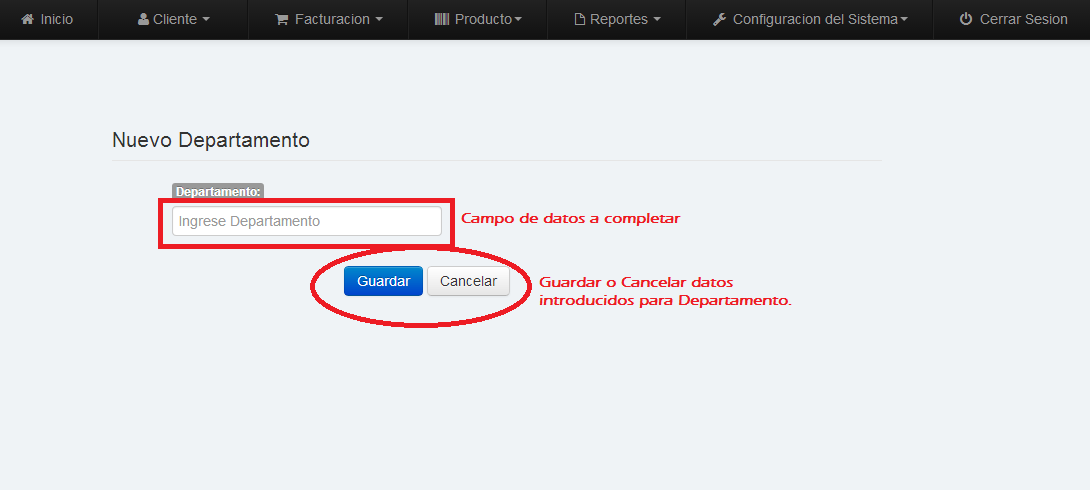 Inicio Cliente Facturacion Producto Reportes Configuracion del Sistema Cerrar Sesion
Nuevo Departamento
Departamento:
Ingrese Departamento
Campo de datos a completar
Guardar Cancelar
Guardar o Cancelar datos
introducidos para Departamento.